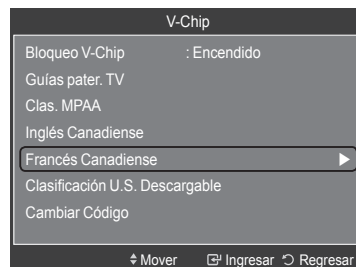 V-Chip
Bloqueo V-Chip : Encendido
Guías pater. TV
Clas. MPAA
Inglés Canadiense
Francés Canadiense
Clasificación U.S. Descargable
Cambiar Código
Mover Ingresar Regresar